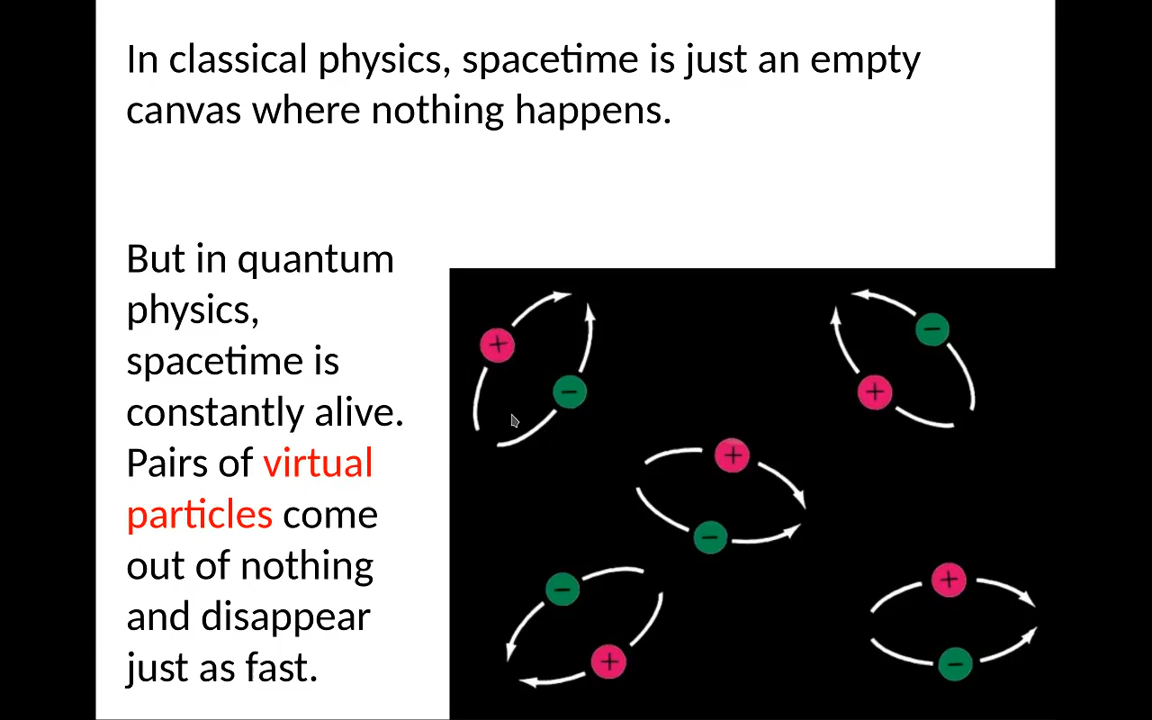 In classical physics, spacetime is just an empty
canvas where nothing happens.
But in quantum
physics,
spacetime is
constantly alive.
Pairs of virtual
particles come
out of nothing
and disappear
just as fast.
+
−
−
+
+
−
−
+
+
−